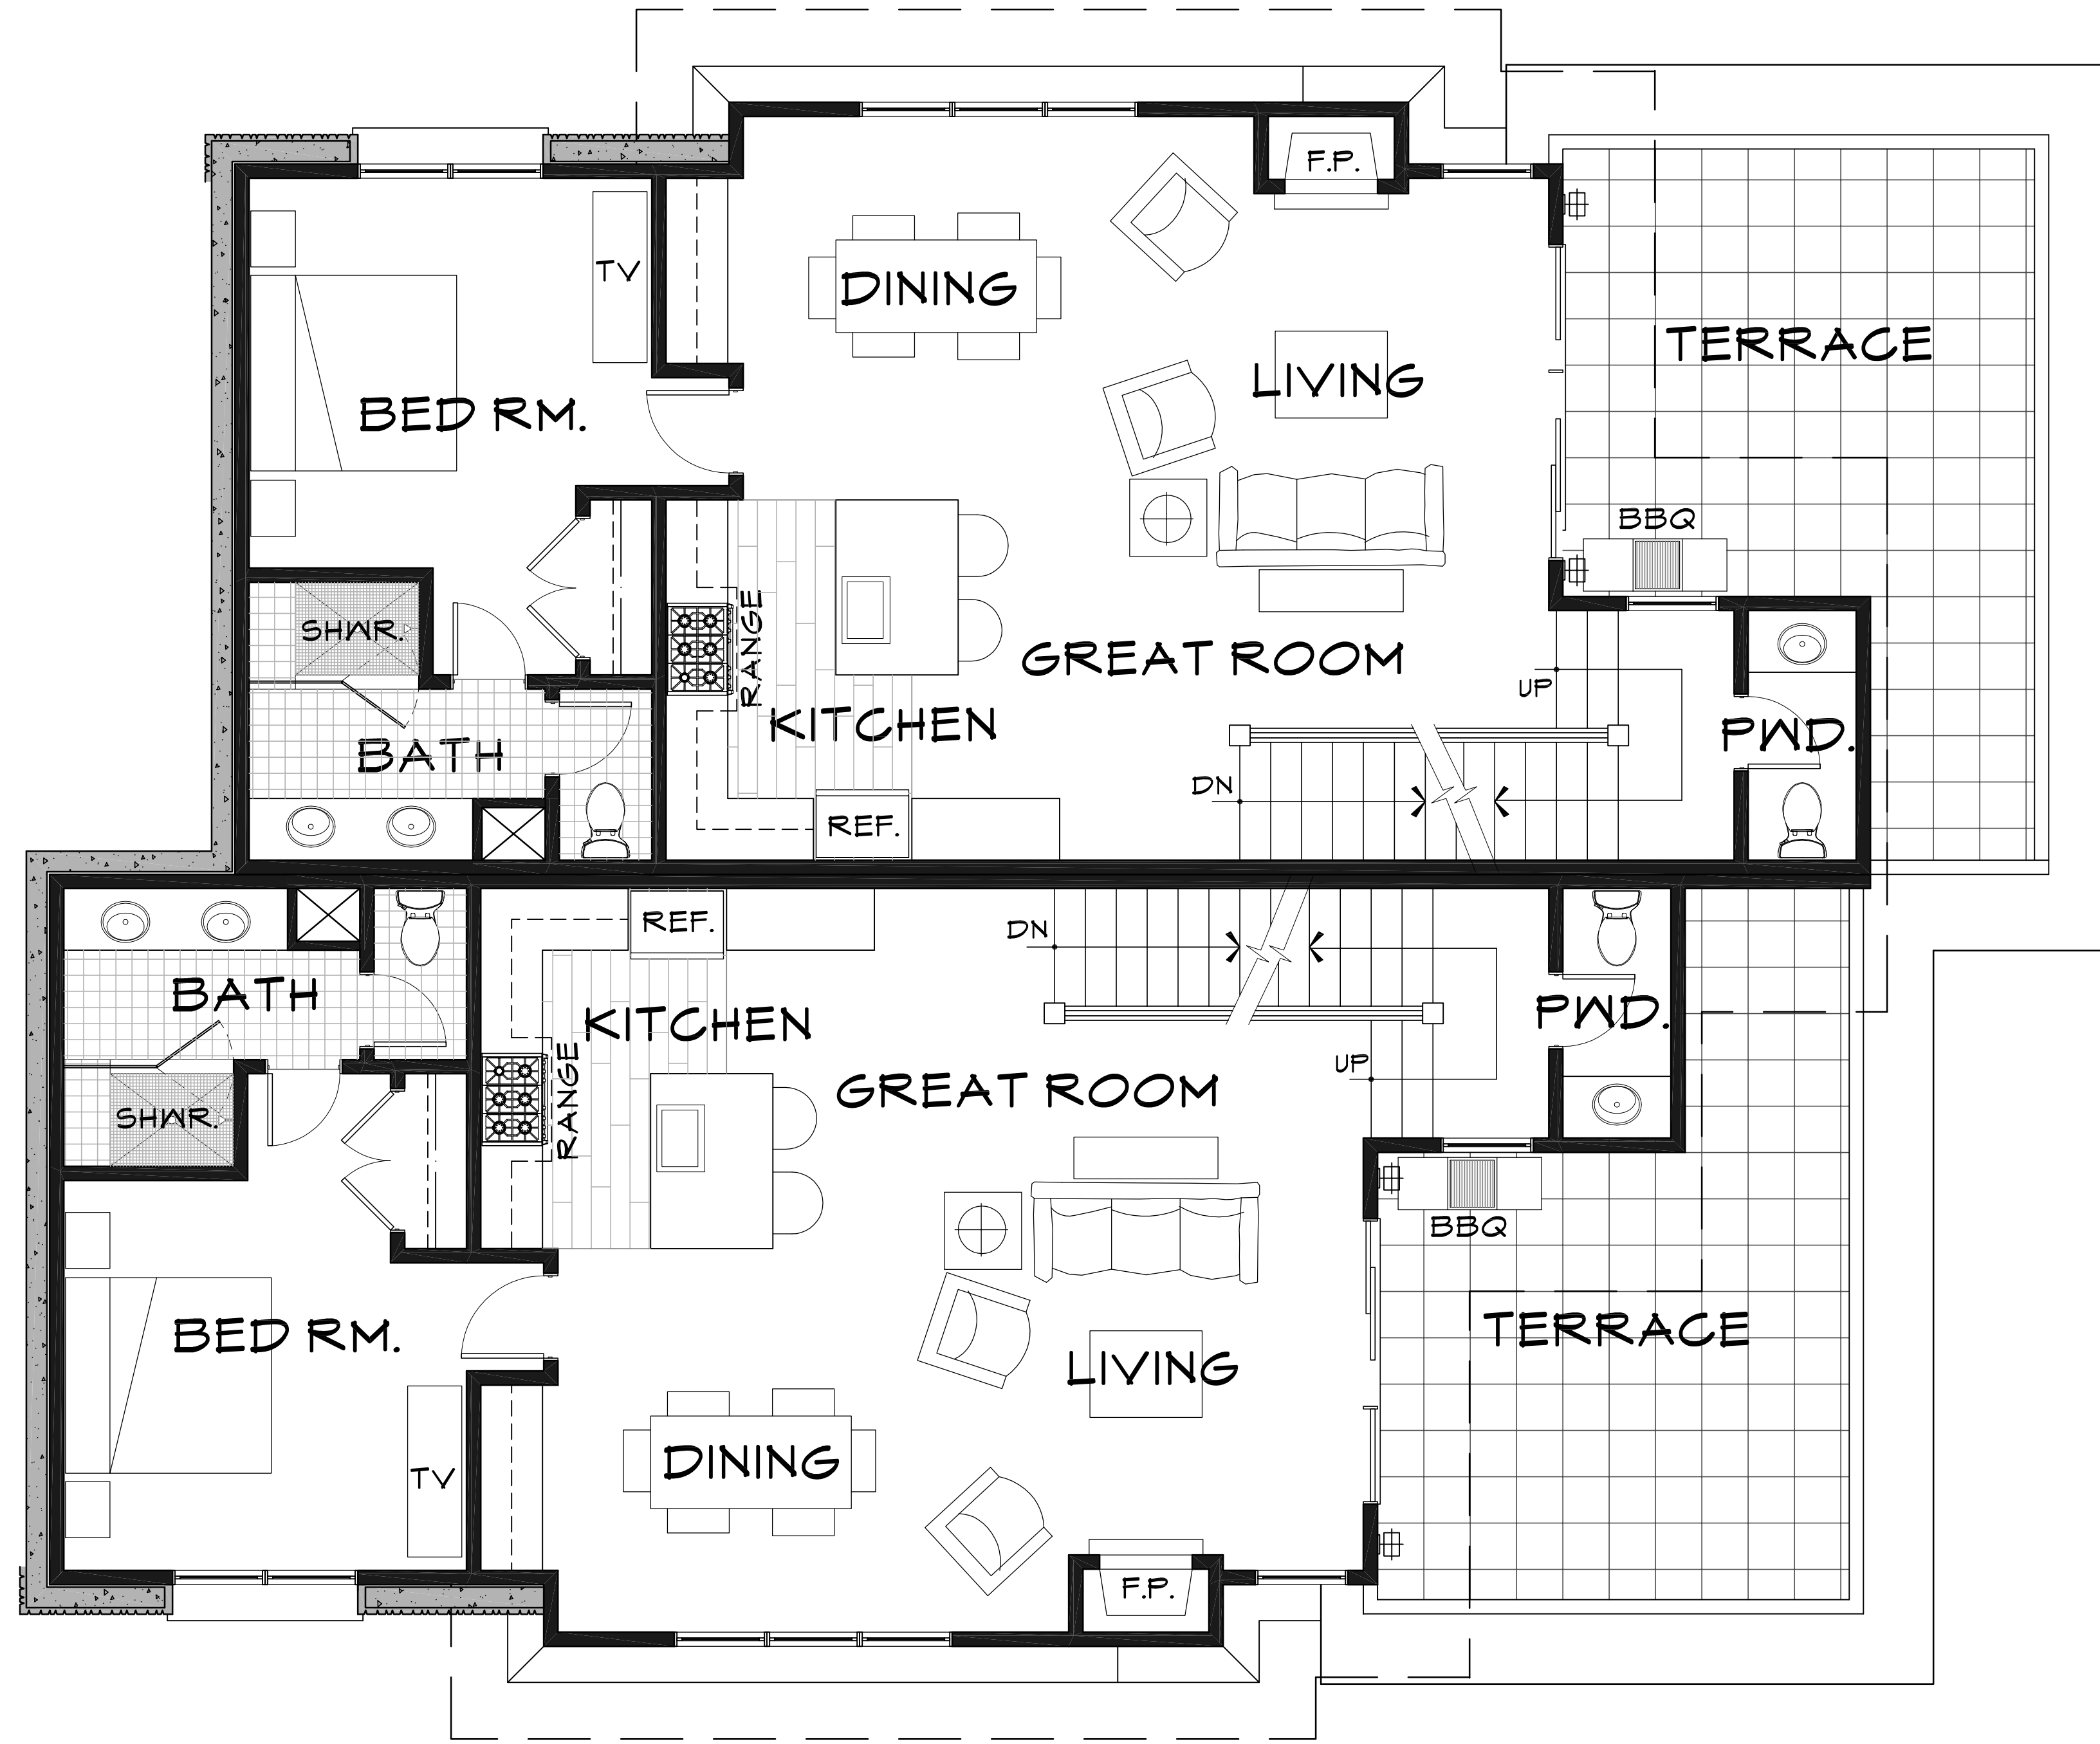 F.P.
TV
DINING
TERRACE
LIVING
BED RM.
BBQ
SHWR.
RANGE
GREAT ROOM
UP
KITCHEN
PWD.
BATH
DN
REF.
REF.
DN
BATH
KITCHEN
PWD.
UP
RANGE
GREAT ROOM
SHWR.
BBQ
BED RM.
TERRACE
LIVING
DINING
TV
F.P.